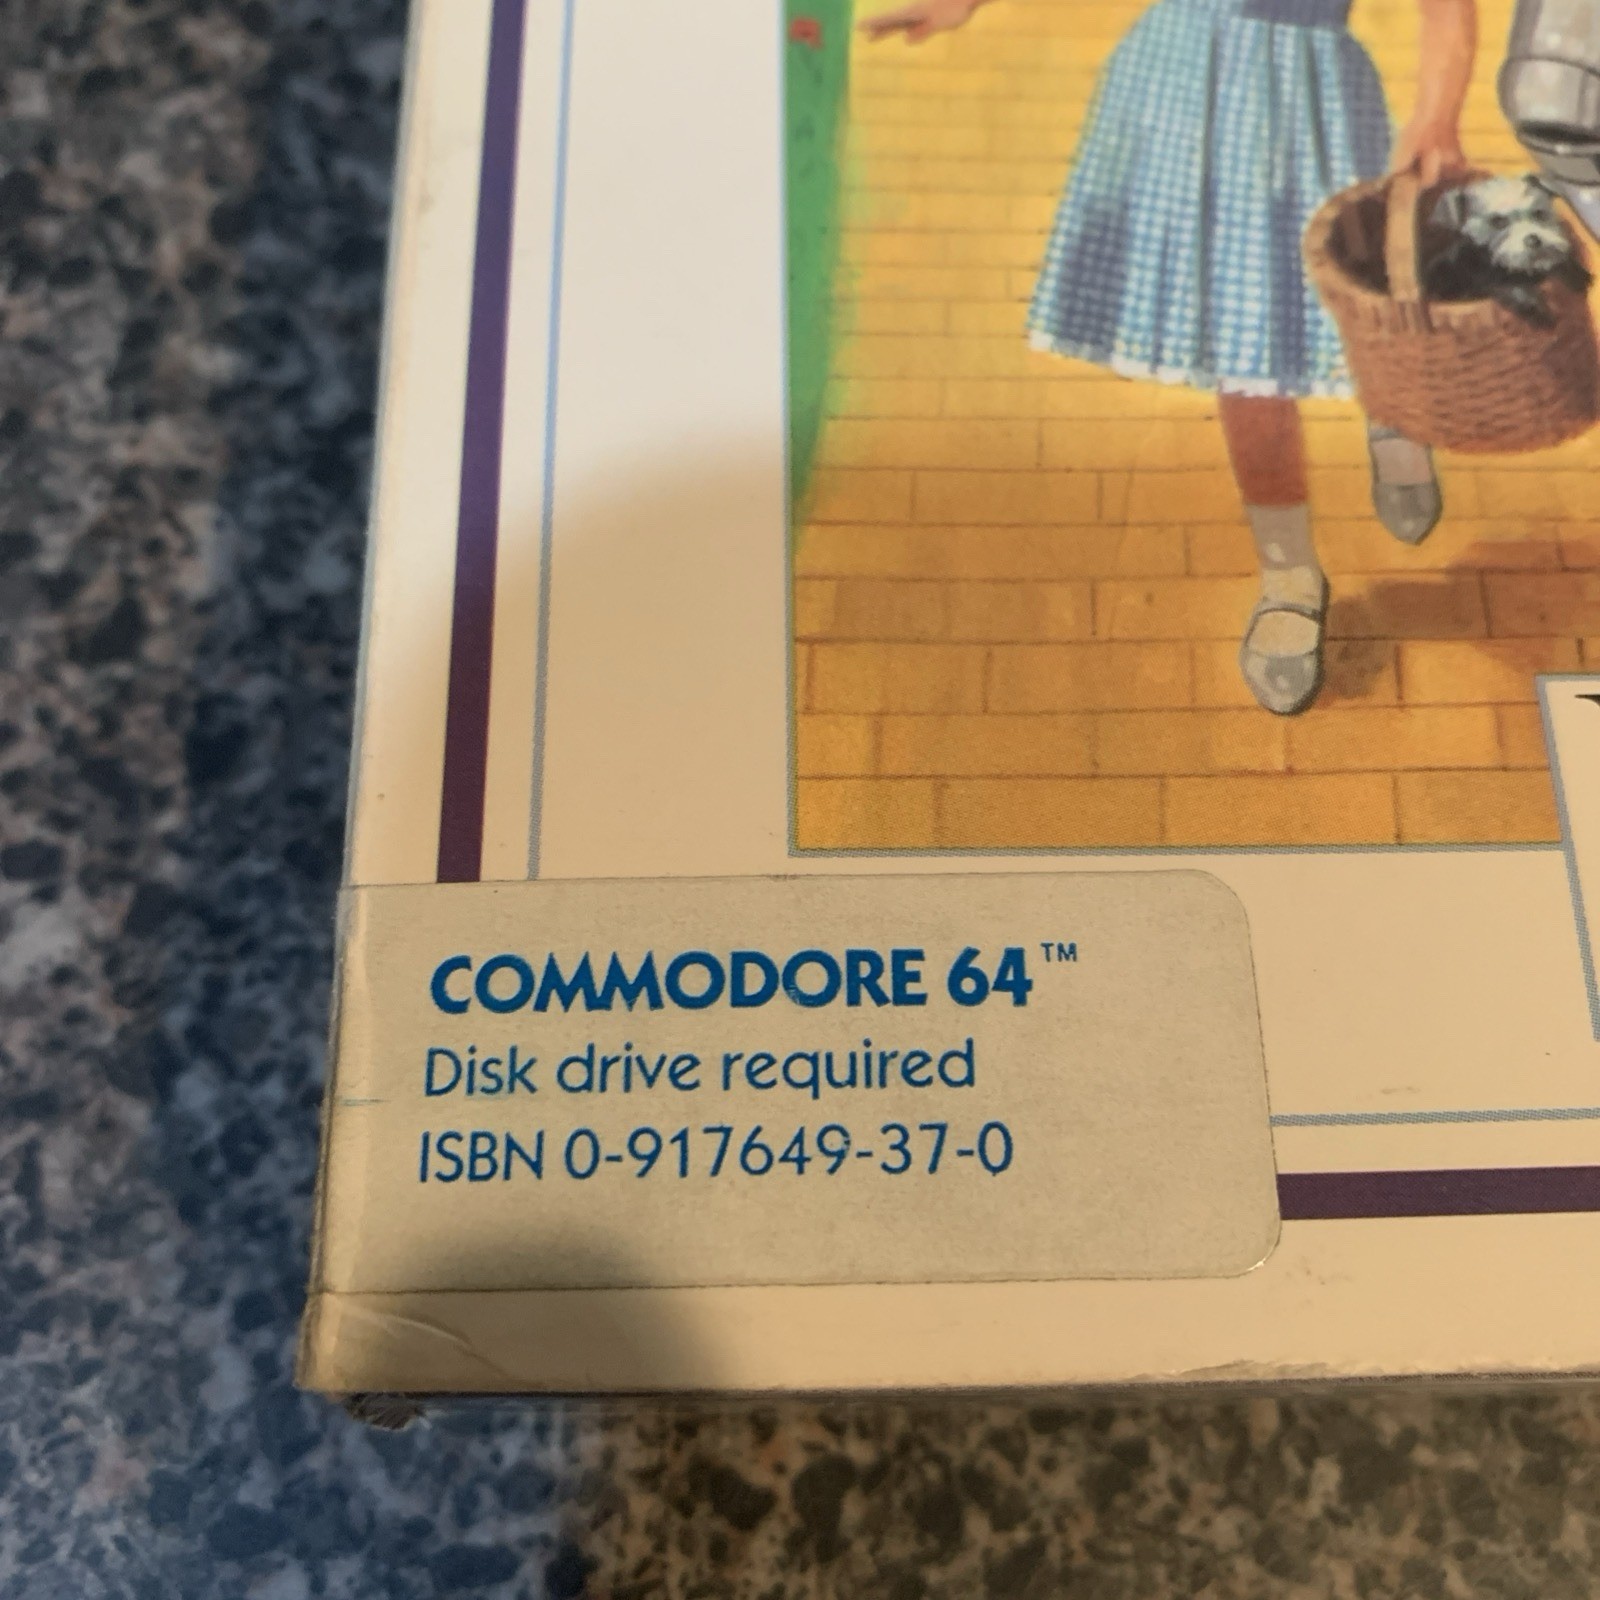 COMMODORE 64™
Disk drive required
ISBN 0-917649-37-0